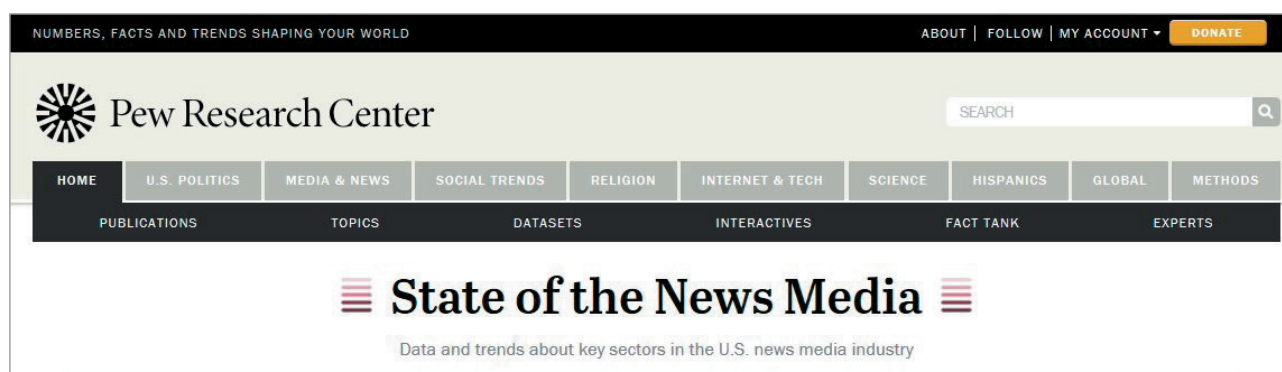 NUMBERS, FACTS AND TRENDS SHAPING YOUR WORLD ABOUT | FOLLOW | MY ACCOUNT DONATE
Pew Research Center SEARCH
HOME U.S. POLITICS MEDIA & NEWS SOCIAL TRENDS RELIGION INTERNET & TECH SCIENCE HISPANICS GLOBAL METHODS
PUBLICATIONS TOPICS DATASETS INTERACTIVES FACT TANK EXPERTS
State of the News Media
Data and trends about key sectors in the U.S. news media industry